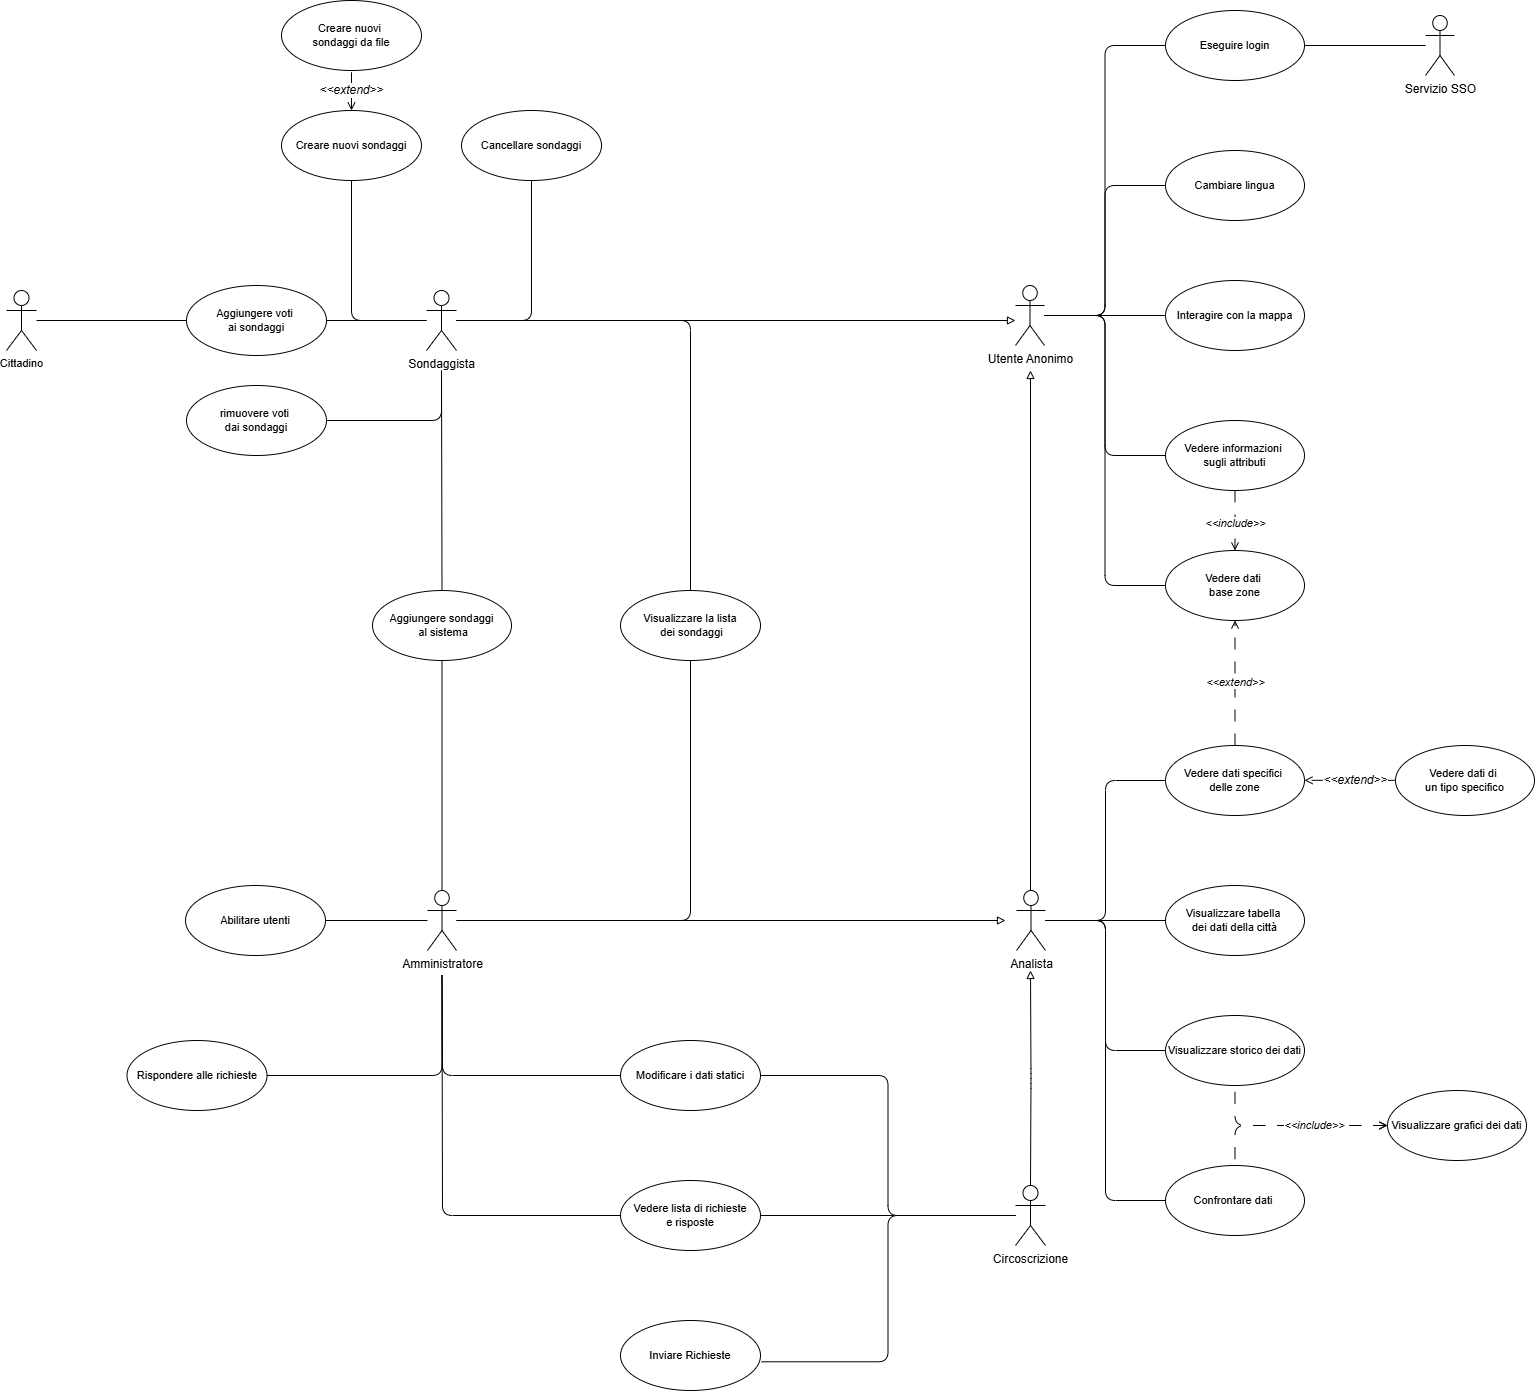 Creare nuovi
sondaggi da file
<<extend>>
Creare nuovi sondaggi
Cancellare sondaggi
Eseguire login
Servizio SSO
Cambiare lingua
Cittadino
Aggiungere voti
ai sondaggi
Sondaggista
Utente Anonimo
Interagire con la mappa
rimuovere voti
dai sondaggi
Vedere informazioni
sugli attributi
<<include>>
Vedere dati
base zone
Aggiungere sondaggi
al sistema
Visualizzare la lista
dei sondaggi
<<extend>>
Vedere dati specifici
delle zone
<<extend>>
Vedere dati di
un tipo specifico
Abilitare utenti
Amministratore
Analista
Visualizzare tabella
dei dati della città
Rispondere alle richieste
Modificare i dati statici
Visualizzare storico dei dati
<<include>>
Visualizzare grafici dei dati
Vedere lista di richieste
e risposte
Circoscrizione
Confrontare dati
Inviare Richieste